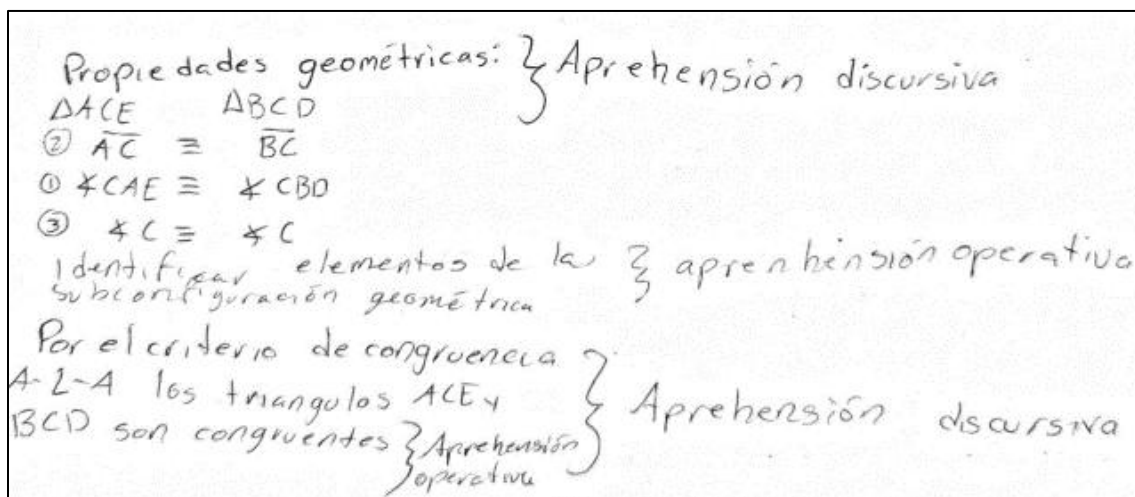 Propiedades geométricas: } Aprehensión discursiva
ΔACE ΔBCD
② AC ≡ BC
① ∡CAE ≡ ∡CBD
③ ∡C ≡ ∡C
Identificar elementos de la } aprenhensión operativa
subconfiguración geométrica
Por el criterio de congruencia
A-L-A los triangulos ACE y } Aprehensión discursiva
BCD son congruentes } Aprehensión
operativa